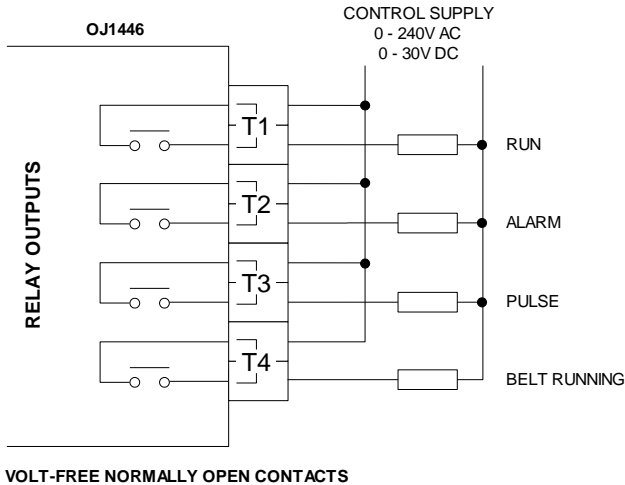 CONTROL SUPPLY
0 - 240V AC
0 - 30V DC
OJ1446
RELAY OUTPUTS
T1
RUN
T2
ALARM
T3
PULSE
T4
BELT RUNNING
VOLT-FREE NORMALLY OPEN CONTACTS